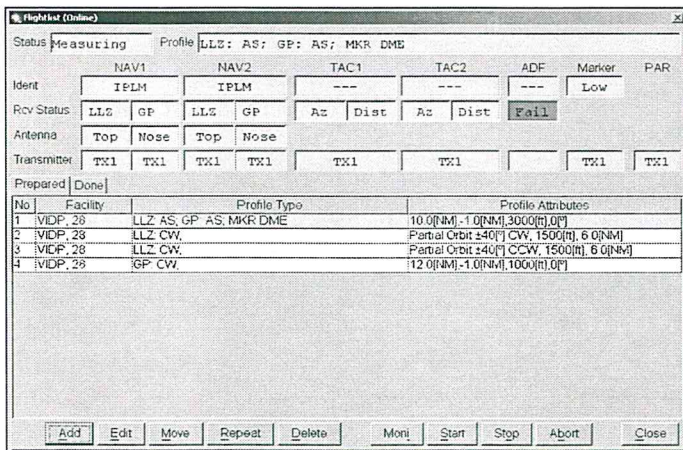 Flightlist (Online)
Status Measuring Profile LLZ: AS; GP: AS; MKR DME
NAV1 NAV2 TAC1 TAC2 ADF Marker PAR
Ident IPLM IPLM --- --- --- Low
Rcv Status LLZ GP LLZ GP Az Dist Az Dist Fail
Antenna Top Nose Top Nose
Transmitter TX1 TX1 TX1 TX1 TX1 TX1 TX1 TX1
Prepared Done
No Facility Profile Type Profile Attributes
1 VIDP, 28 LLZ: AS; GP: AS; MKR DME 10.0[NM],-1.0[NM],3000[ft],0[°]
2 VIDP, 28 LLZ: CW, Partial Orbit ±40[°] CW, 1500[ft], 6.0[NM]
3 VIDP, 28 LLZ: CW, Partial Orbit ±40[°] CCW, 1500[ft], 6.0[NM]
4 VIDP, 28 GP: CW, 12.0[NM],-1.0[NM],1000[ft],0[°]
Add Edit Move Repeat Delete Moni Start Stop Abort Close